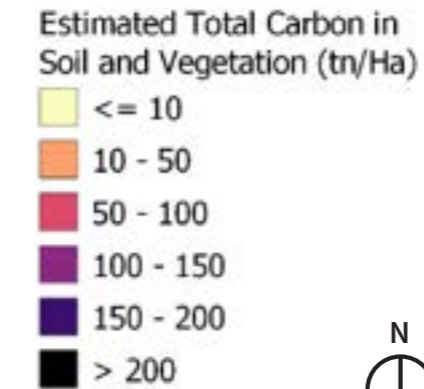 Estimated Total Carbon in
Soil and Vegetation (tn/Ha)
<= 10
10 - 50
50 - 100
100 - 150
150 - 200
> 200
N